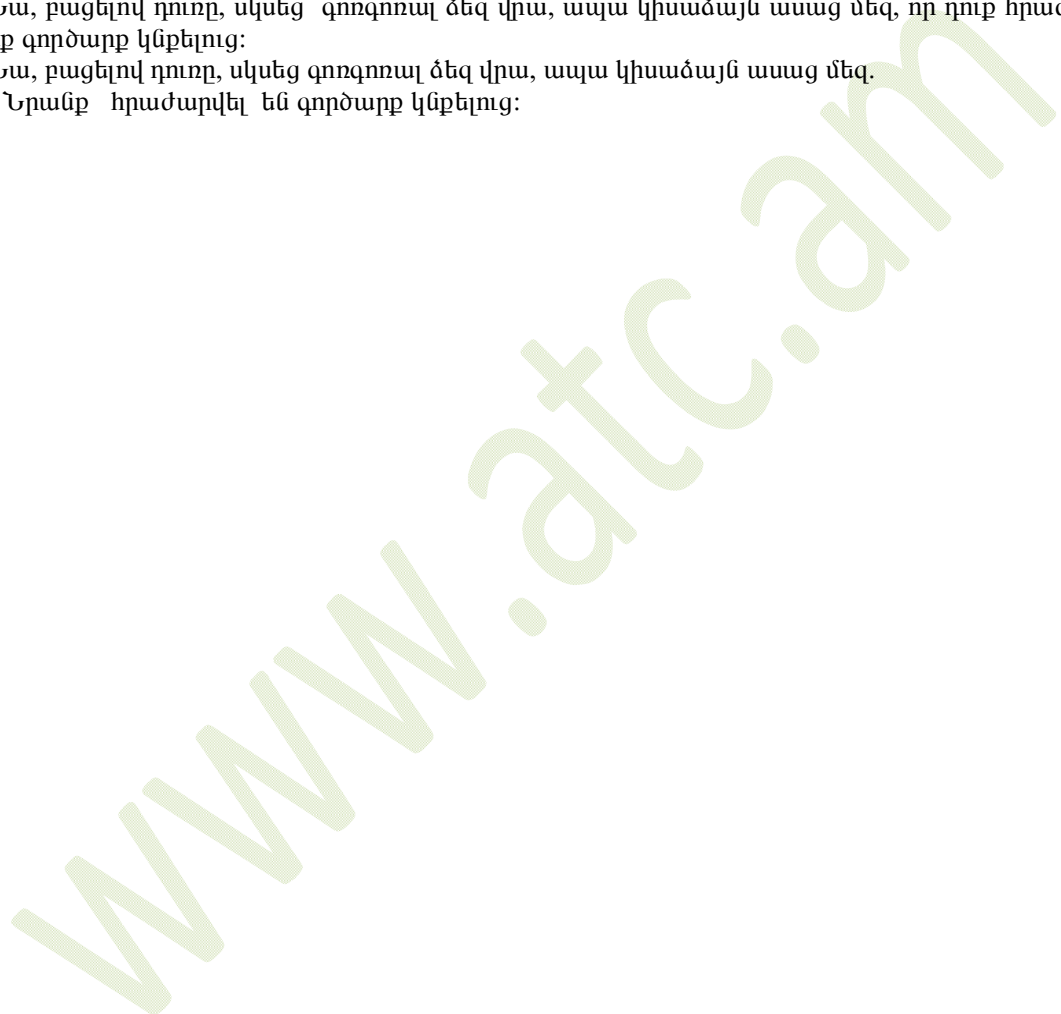 բացելով դուռը, սկսեց գոռգոռալ ձեզ վրա, ապա կիսաձայն ասաց մեզ, որ դուք
գործարք կնքելուց:
բացելով դուռը, սկսեց գոռգոռալ ձեզ վրա, ապա կիսաձայն ասաց մեզ.
Նրանք հրաժարվել են գործարք կնքելուց:
www.atc.am